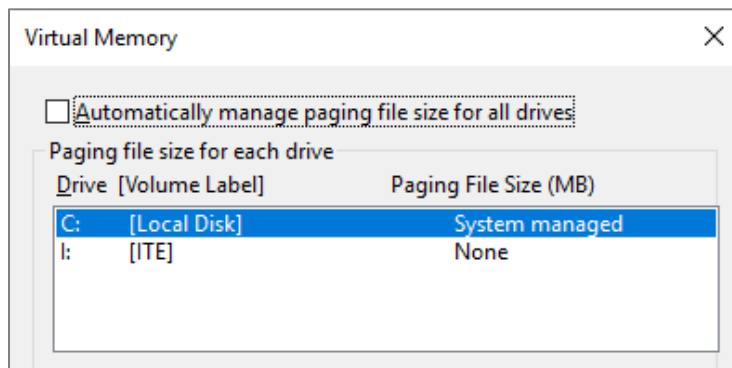 Virtual Memory
Automatically manage paging file size for all drives
Paging file size for each drive
Drive [Volume Label] Paging File Size (MB)
C: [Local Disk] System managed
I: [ITE] None